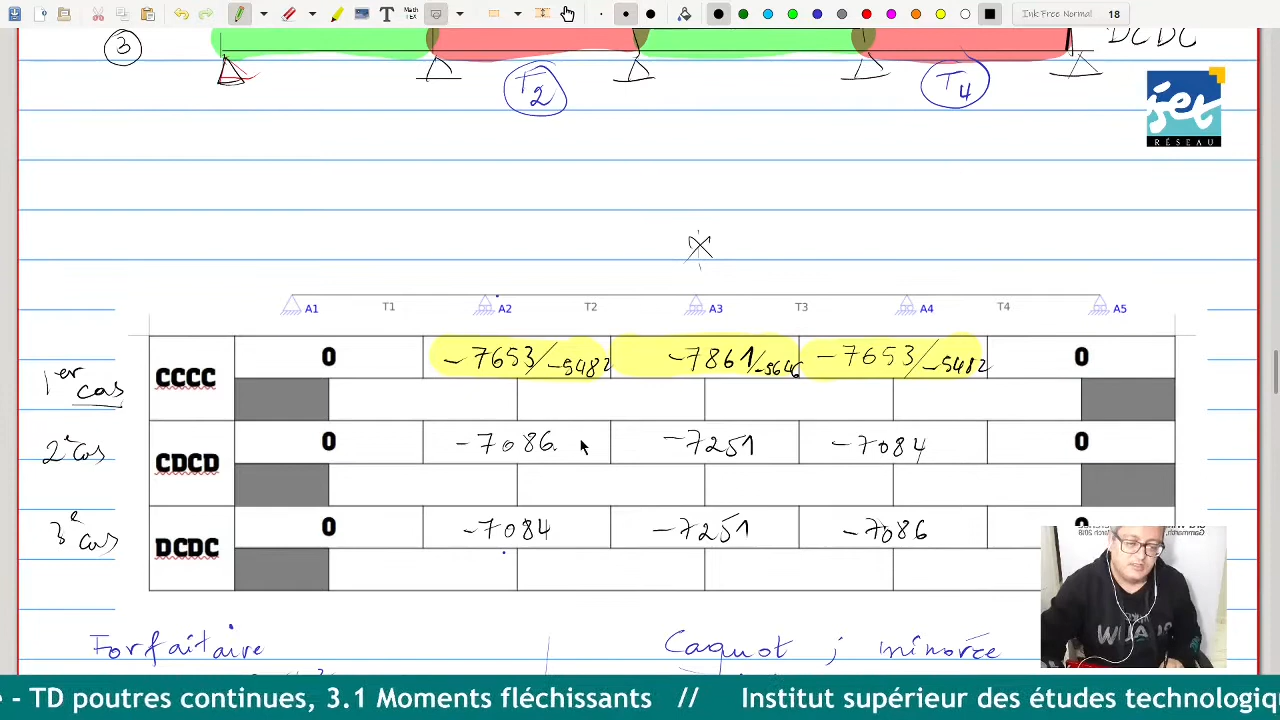 Ink Free Normal 18
3
DCDC
T2
T4
iset
RÉSEAU
A1 T1 A2 T2 A3 T3 A4 T4 A5
1er cas
CCCC 0 -7653/-5482 -7861/-5646 -7653/-5482 0
2e cas
CDCD 0 -7086. -7251 -7084 0
3e cas
DCDC 0 -7084 -7251 -7086 0
Forfaitaire
Caquot ; minorée
- TD poutres continues, 3.1 Moments fléchissants // Institut supérieur des études technologiq